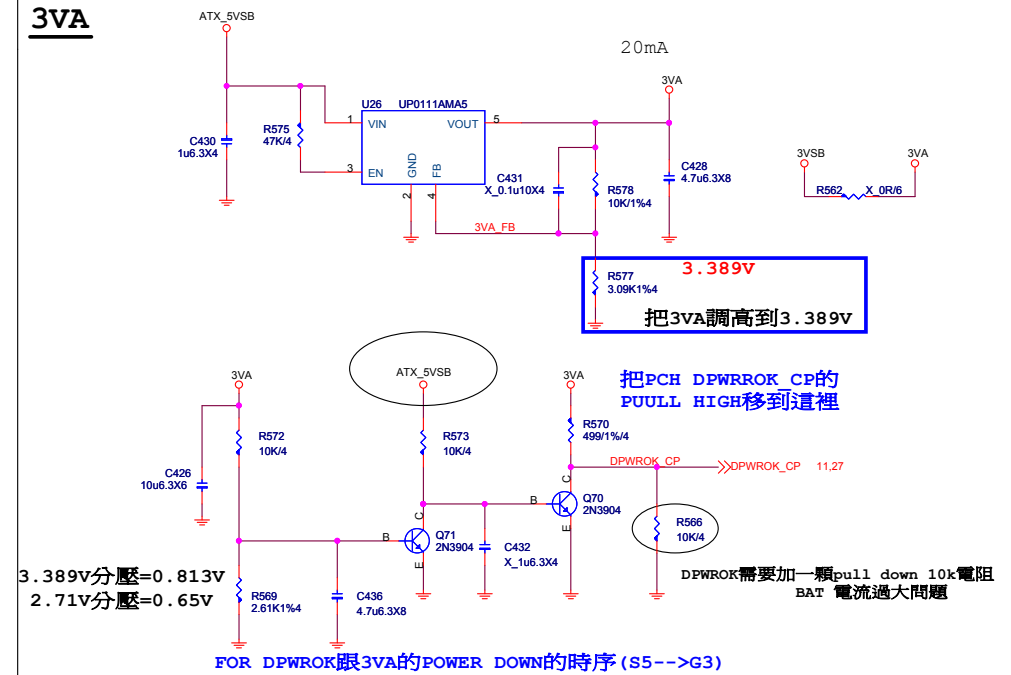 3VA
ATX_5VSB
20mA
3VA
U26 UP0111AMA5
1 VIN VOUT 5
3 EN GND FB
2 4
C430
1u6.3X4
R575
47K/4
C431
X_0.1u10X4
R578
10K/1%4
C428
4.7u6.3X8
3VSB 3VA
R562 X_0R/6
3VA_FB
R577
3.09K1%4
3.389V
把3VA調高到3.389V
3VA
ATX_5VSB
3VA
把PCH DPWRROK_CP的
PUULL HIGH移到這裡
R572
10K/4
R573
10K/4
R570
499/1%/4
C426
10u6.3X6
DPWROK_CP
DPWROK_CP 11,27
B C E
Q71
2N3904
C432
X_1u6.3X4
B C E
Q70
2N3904
R566
10K/4
DPWROK需要加一顆pull down 10k電阻
BAT 電流過大問題
3.389V分壓=0.813V
2.71V分壓=0.65V
R569
2.61K1%4
C436
4.7u6.3X8
FOR DPWROK跟3VA的POWER DOWN的時序(S5-->G3)